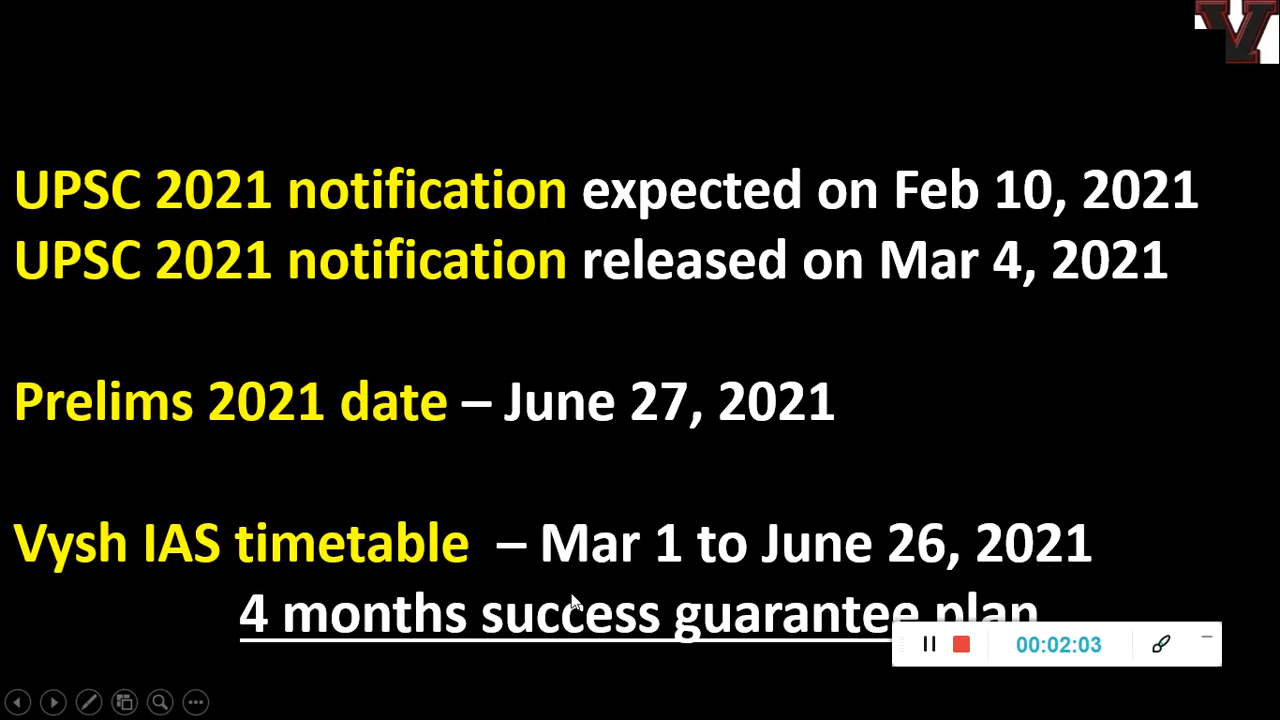 V
UPSC 2021 notification expected on Feb 10, 2021
UPSC 2021 notification released on Mar 4, 2021
Prelims 2021 date – June 27, 2021
Vysh IAS timetable – Mar 1 to June 26, 2021
4 months success guarantee plan
00:02:03